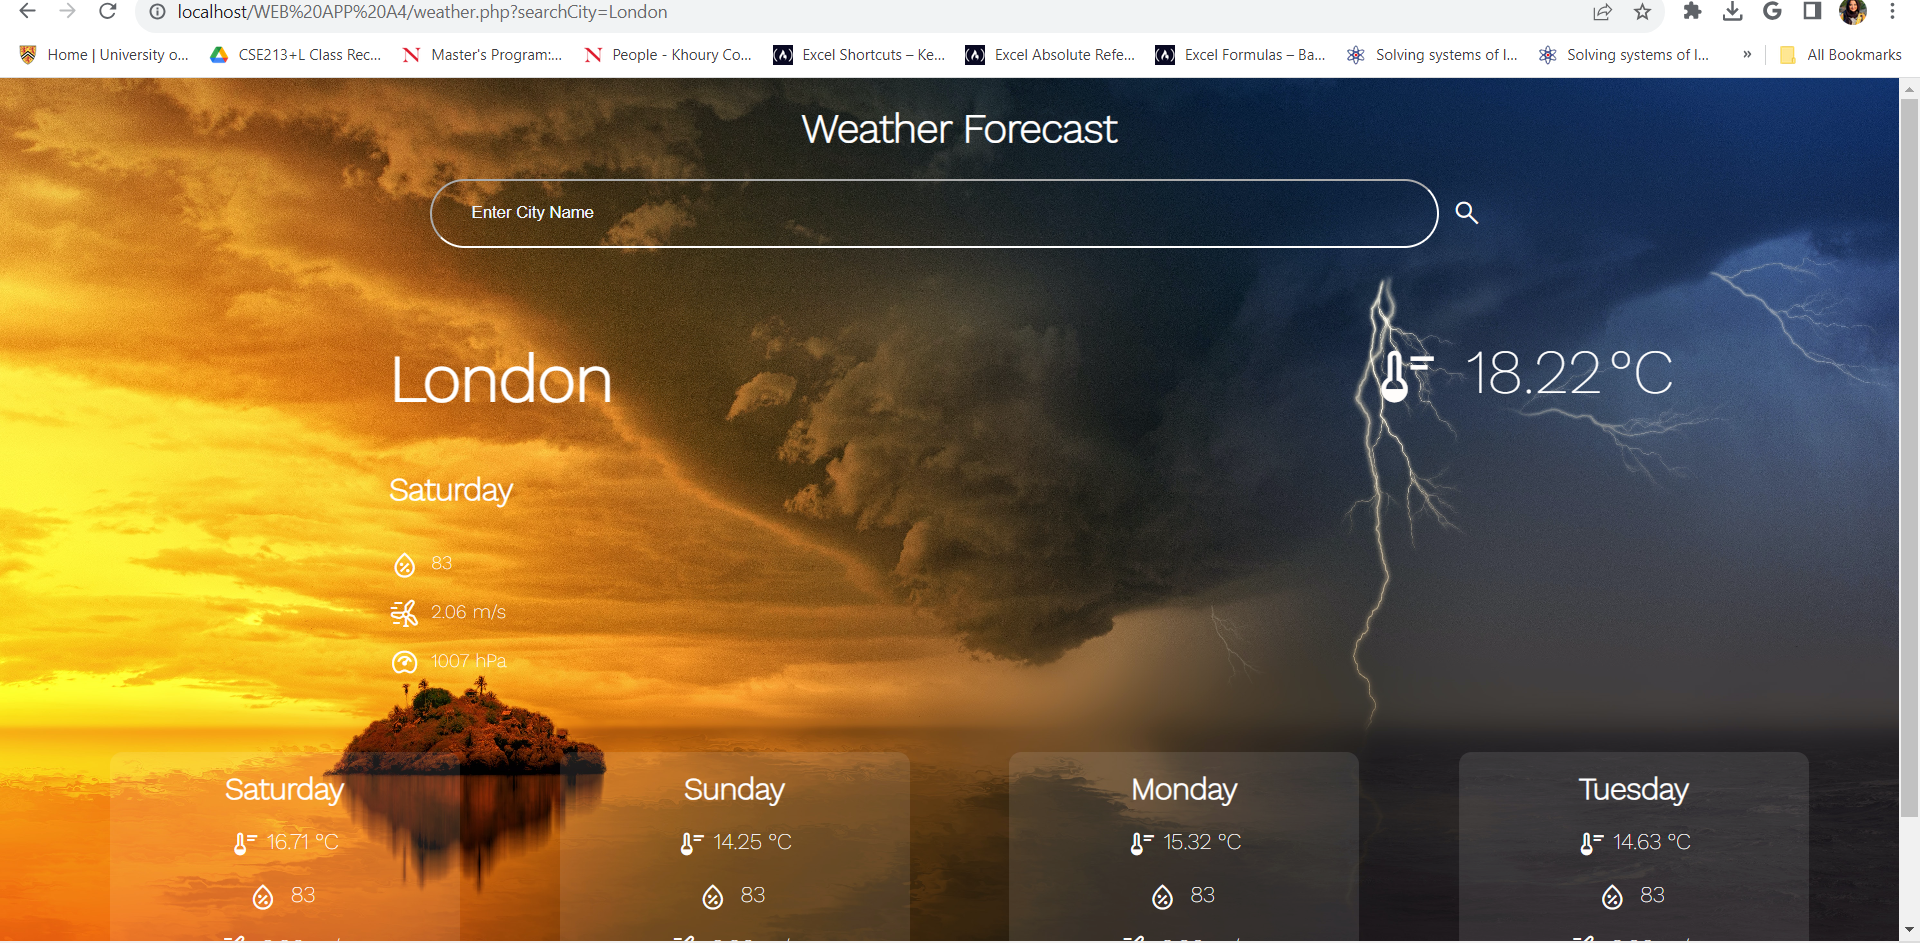 localhost/WEB%20APP%20A4/weather.php?searchCity=London
Home | University o... CSE213+L Class Rec... Master's Program:... People - Khoury Co... Excel Shortcuts – Ke... Excel Absolute Refe... Excel Formulas – Ba... Solving systems of l... Solving systems of l... » All Bookmarks
Weather Forecast
Enter City Name
London
18.22 °C
Saturday
83
2.06 m/s
1007 hPa
Saturday
16.71 °C
83
Sunday
14.25 °C
83
Monday
15.32 °C
83
Tuesday
14.63 °C
83